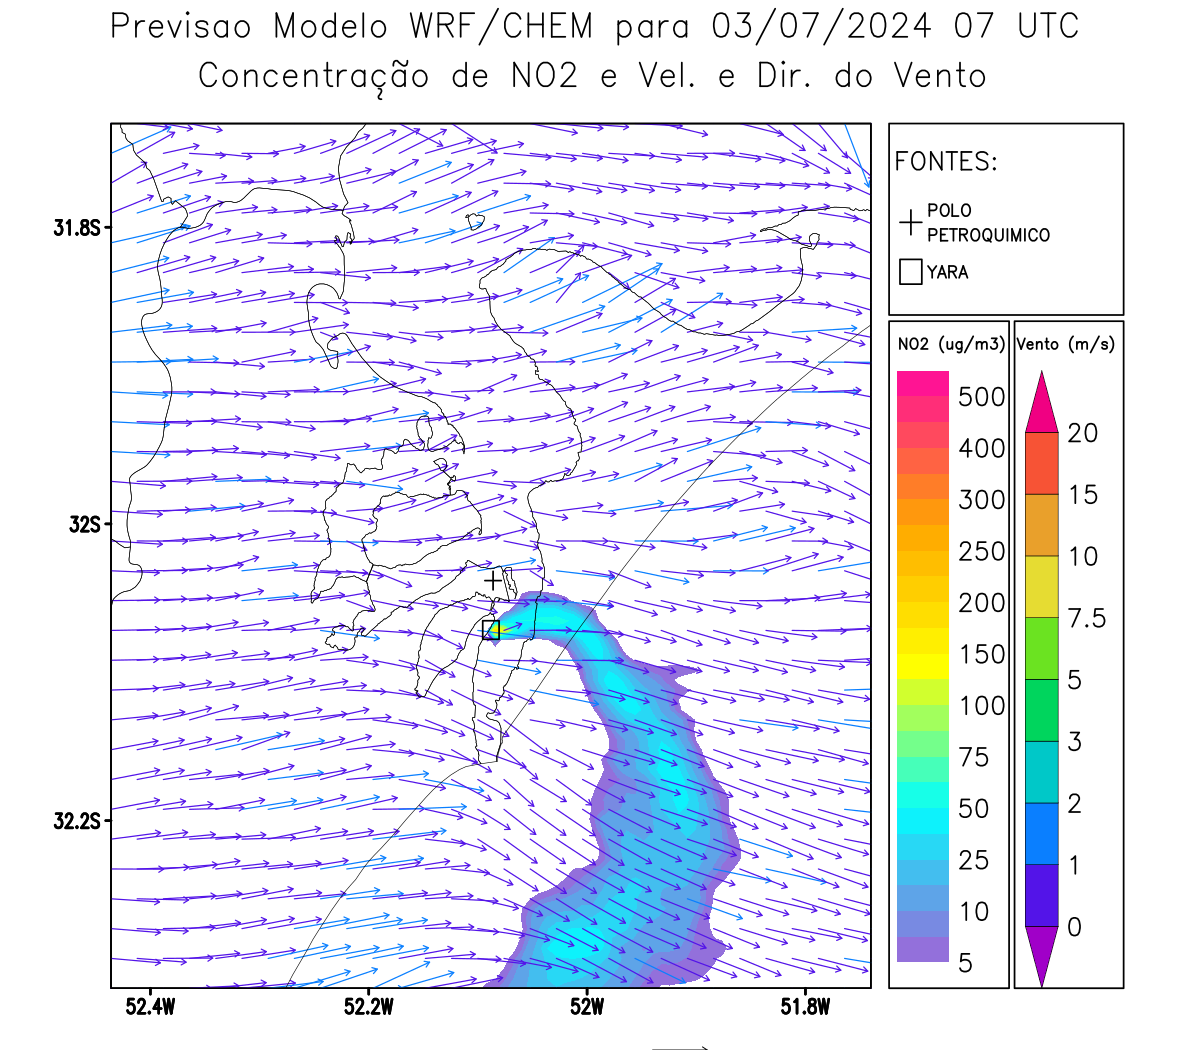 Previsao Modelo WRF/CHEM para 03/07/2024 07 UTC
Concentração de NO2 e Vel. e Dir. do Vento
FONTES:
POLO
PETROQUIMICO
YARA
NO2 (ug/m3)
500
400
300
250
200
150
100
75
50
25
10
5
Vento (m/s)
20
15
10
7.5
5
3
2
1
0
31.8S
32S
32.2S
52.4W 52.2W 52W 51.8W